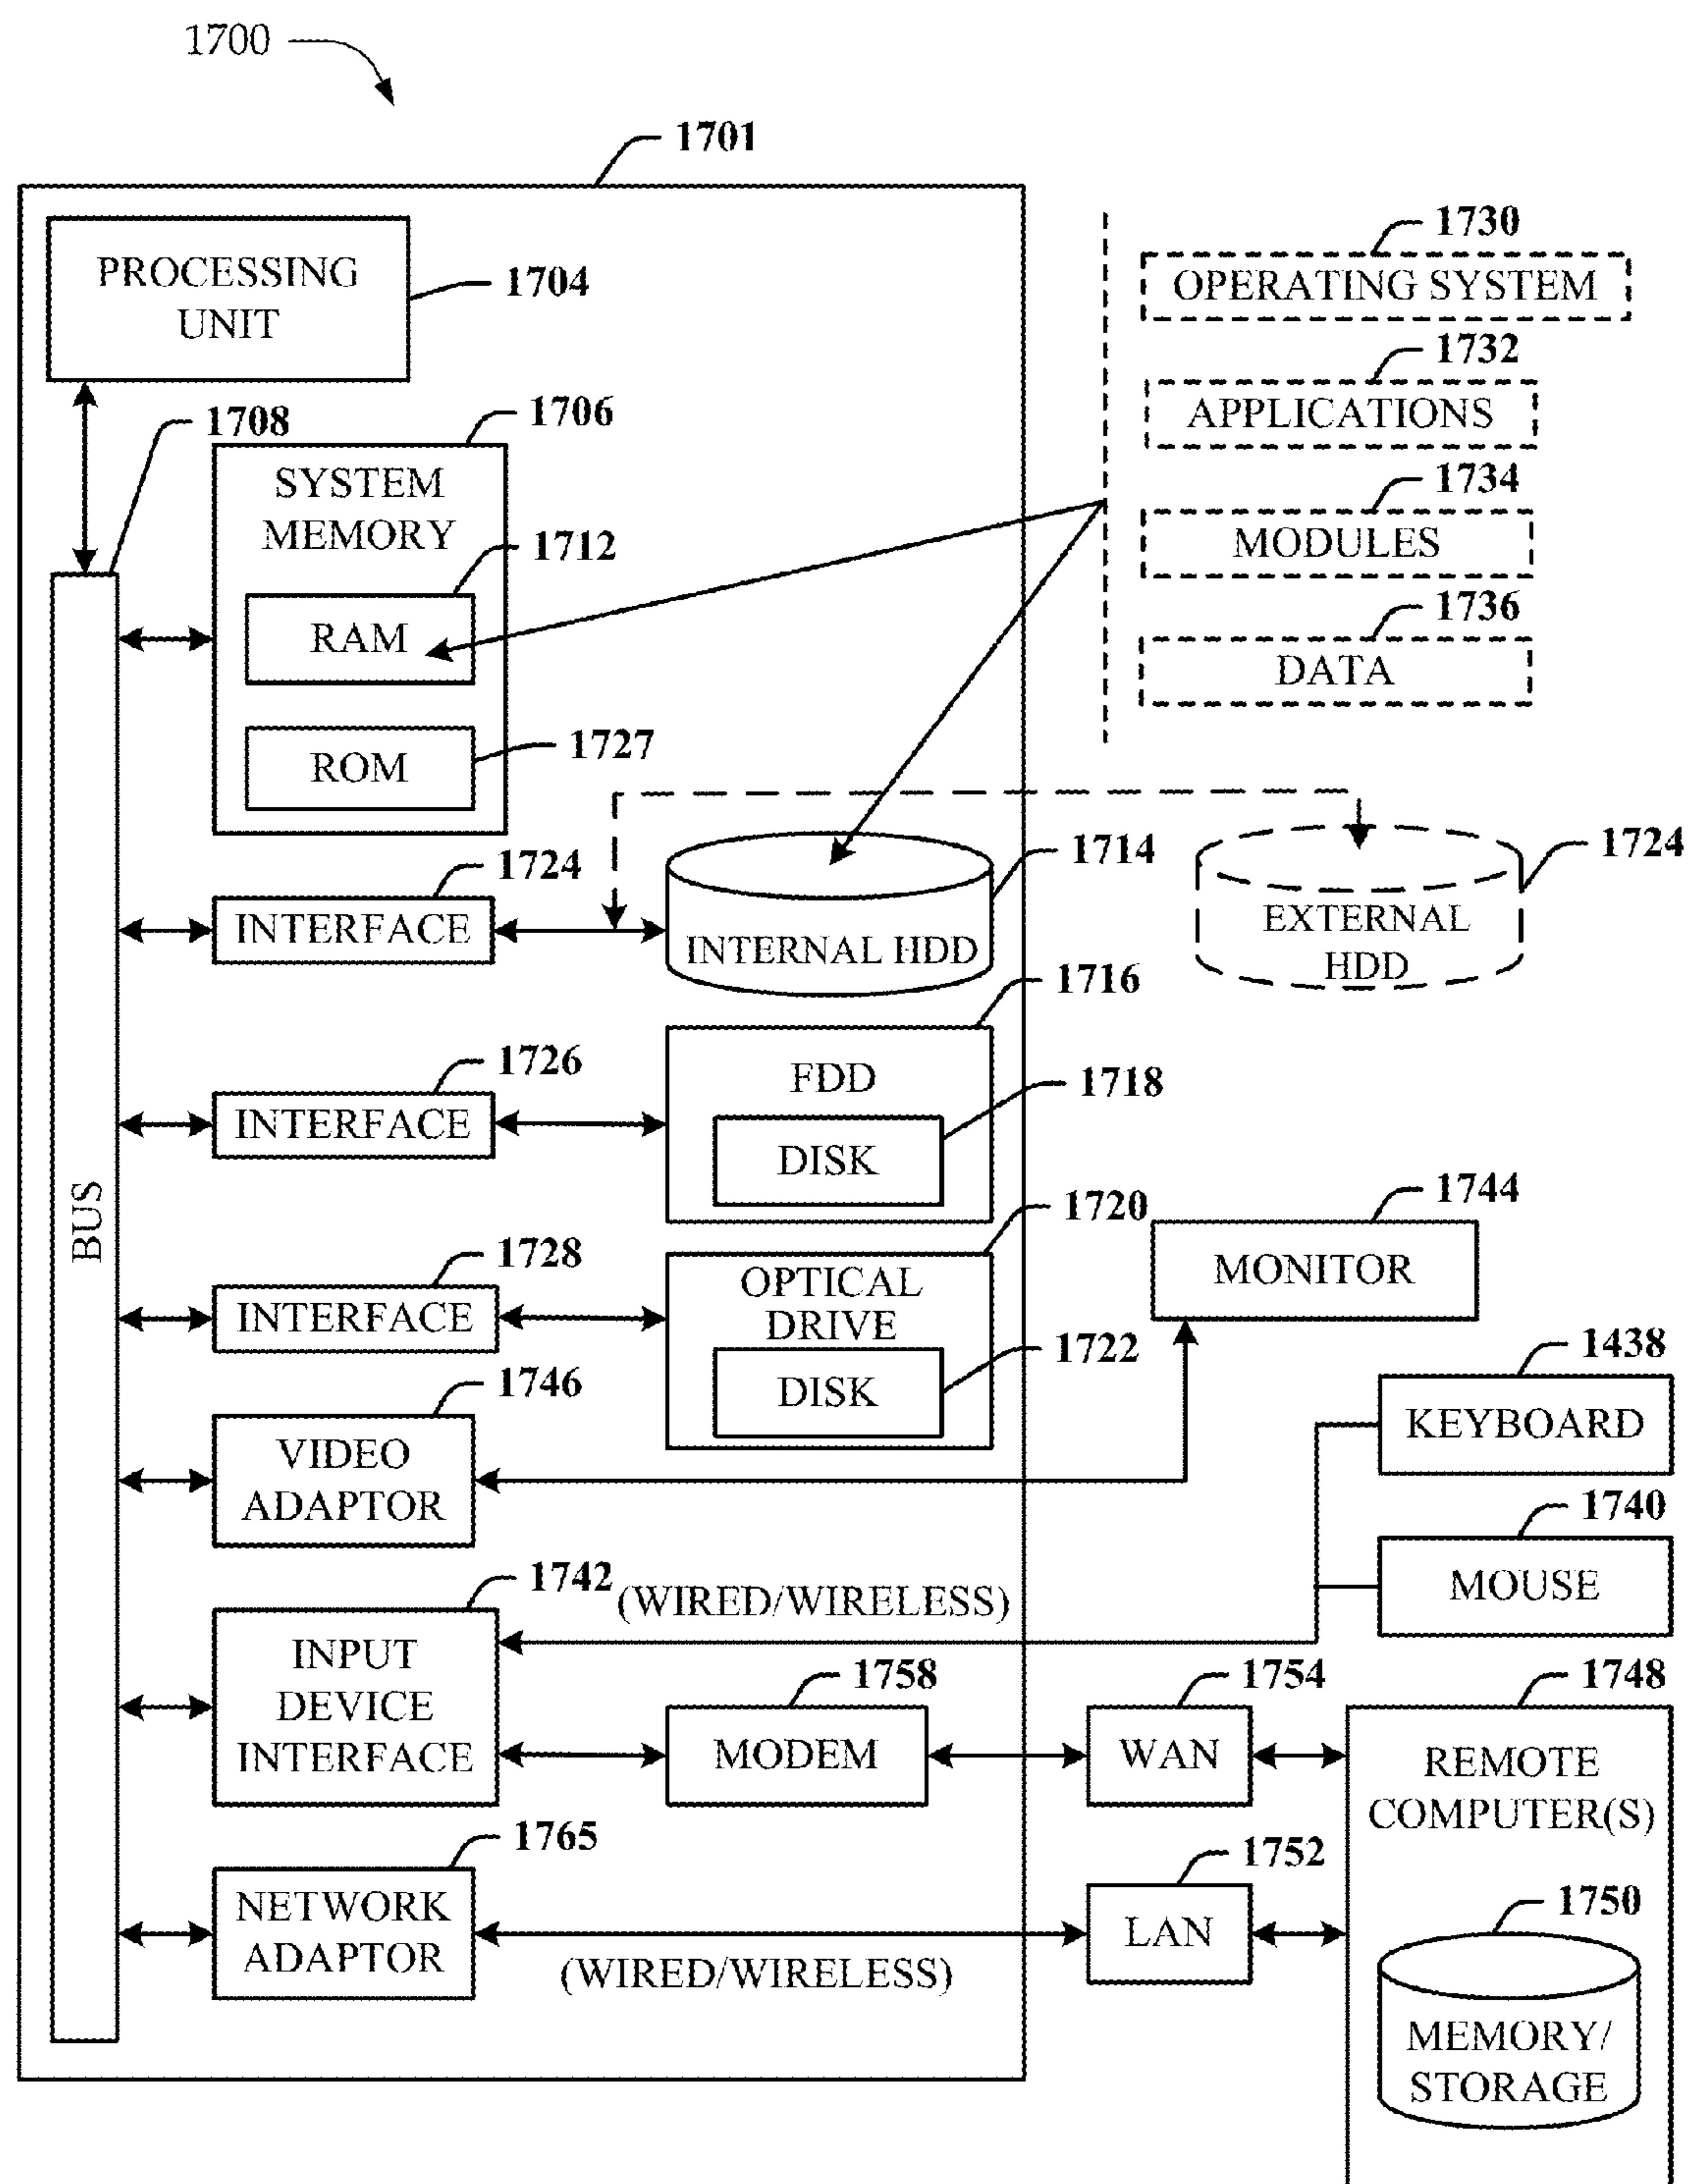 1700
1701
PROCESSING
UNIT
1704
1708
1706
SYSTEM
MEMORY
1712
RAM
ROM
1727
1730
OPERATING SYSTEM
1732
APPLICATIONS
1734
MODULES
1736
DATA
1724
INTERFACE
1714
INTERNAL HDD
1724
EXTERNAL
HDD
1726
INTERFACE
1716
FDD
1718
DISK
BUS
1728
INTERFACE
1720
OPTICAL
DRIVE
1722
DISK
1744
MONITOR
1746
VIDEO
ADAPTOR
1438
KEYBOARD
1740
MOUSE
1742
(WIRED/WIRELESS)
INPUT
DEVICE
INTERFACE
1758
MODEM
1754
WAN
1748
REMOTE
COMPUTER(S)
1765
NETWORK
ADAPTOR
(WIRED/WIRELESS)
1752
LAN
1750
MEMORY/
STORAGE